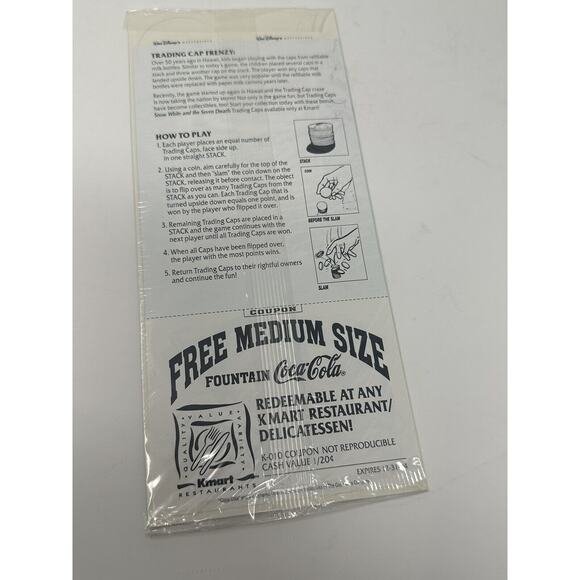 Walt Disney's MASTERPIECE Walt Disney's MASTERPIECE
TRADING CAP FRENZY:
Over 50 years ago in Hawaii, kids began playing with the caps from refillable
milk bottles. Similar to today's game, the children placed several caps in a
stack and threw another cap on the stack. The player won any caps that
landed upside down. The game was very popular until the refillable milk
bottles were replaced with paper milk cartons years later.
Recently, the game started up again in Hawaii and the Trading Cap craze
is now taking the nation by storm! Not only is the game fun, but Trading Caps
have become collectibles, too! Start your collection today with these bonus
Snow White and the Seven Dwarfs Trading Caps available only at Kmart!
HOW TO PLAY
1. Each player places an equal number of
Trading Caps, face side up,
in one straight STACK.
STACK
2. Using a coin, aim carefully for the top of the
STACK and then "slam" the coin down on the
STACK, releasing it before contact. The object
is to flip over as many Trading Caps from the
STACK as you can. Each Trading Cap that is
turned upside down equals one point, and is
won by the player who flipped it over.
COIN
BEFORE THE SLAM
3. Remaining Trading Caps are placed in a
STACK and the game continues with the
next player until all Trading Caps are won.
4. When all Caps have been flipped over,
the player with the most points wins.
5. Return Trading Caps to their rightful owners
and continue the fun!
SLAM
COUPON
FREE MEDIUM SIZE
FOUNTAIN Coca-Cola®
REDEEMABLE AT ANY
KMART RESTAURANT/
DELICATESSEN!
K-010 COUPON NOT REPRODUCIBLE
CASH VALUE 1/20¢
EXPIRES
QUALITY • VALUE • VARIETY
Kmart
RESTAURANTS